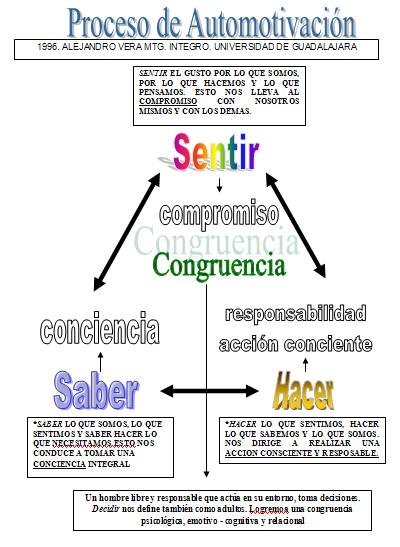 Proceso de Automotivación
1996. ALEJANDRO VERA MTG. INTEGRO. UNIVERSIDAD DE GUADALAJARA
SENTIR EL GUSTO POR LO QUE SOMOS,
POR LO QUE HACEMOS Y LO QUE
PENSAMOS. ESTO NOS LLEVA AL
COMPROMISO CON NOSOTROS
MISMOS Y CON LOS DEMAS.
Sentir
compromiso
Congruencia
conciencia
responsabilidad
acción conciente
Saber
Hacer
*SABER LO QUE SOMOS, LO QUE
SENTIMOS Y SABER HACER LO
QUE NECESITAMOS.ESTO NOS
CONDUCE A TOMAR UNA
CONCIENCIA INTEGRAL
*HACER LO QUE SENTIMOS, HACER
LO QUE SABEMOS Y LO QUE SOMOS.
NOS DIRIGE A REALIZAR UNA
ACCION CONSCIENTE Y RESPOSABLE.
Un hombre libre y responsable que actúa en su entorno, toma decisiones.
Decidir nos define también como adultos. Logremos una congruencia
psicológica, emotivo - cognitiva y relacional